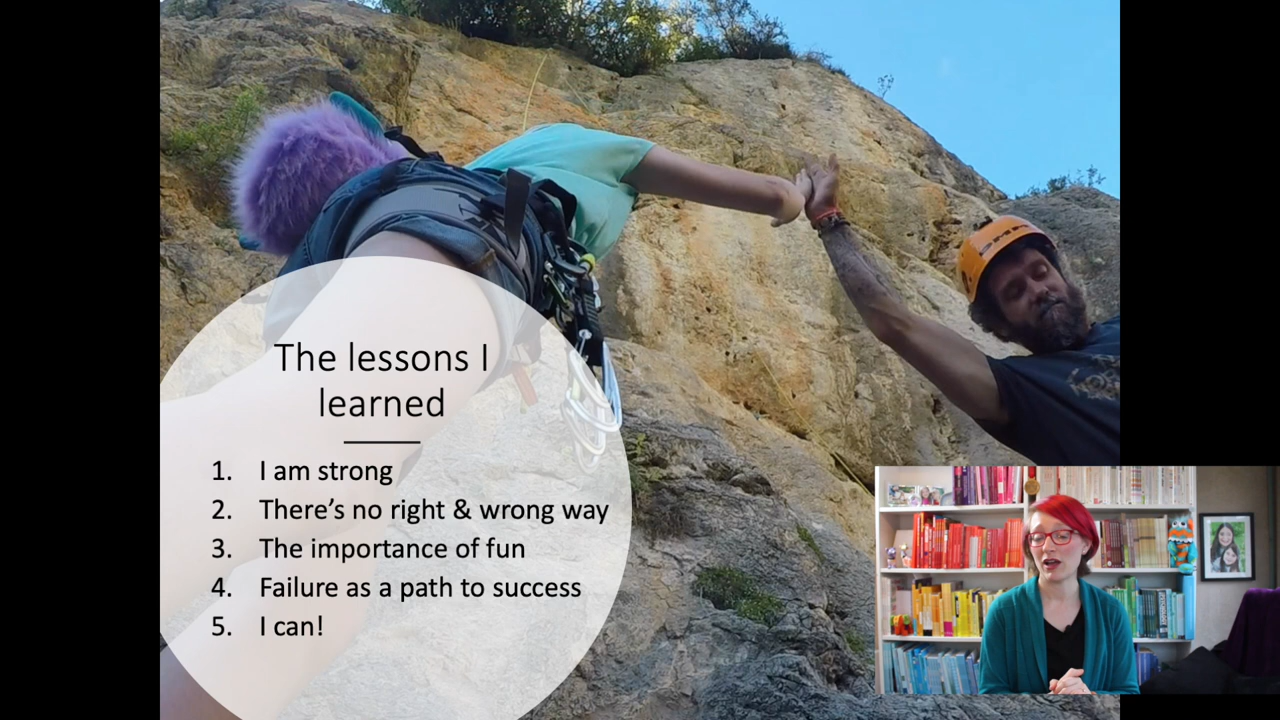 The lessons I
learned
1. I am strong
2. There’s no right & wrong way
3. The importance of fun
4. Failure as a path to success
5. I can!